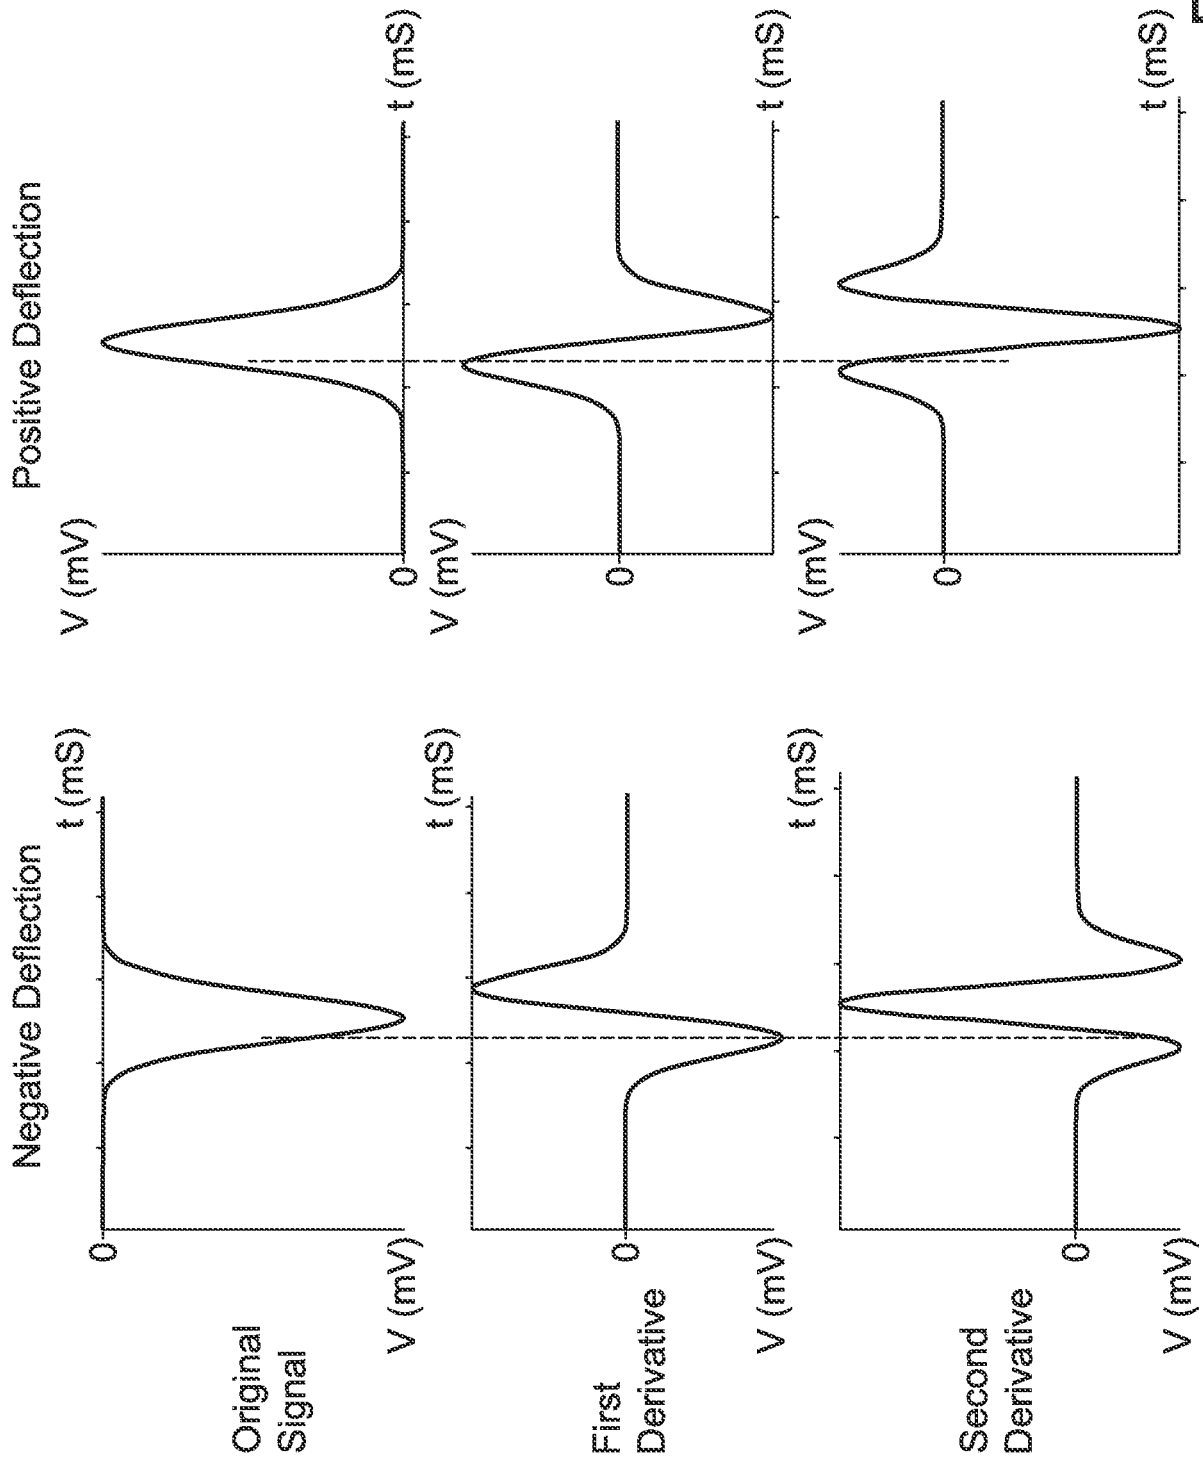 Negative Deflection
Positive Deflection
Original
Signal
0
t (mS)
V (mV)
V (mV)
0
t (mS)
First
Derivative
t (mS)
0
V (mV)
V (mV)
0
t (mS)
Second
Derivative
t (mS)
0
V (mV)
V (mV)
0
t (mS)